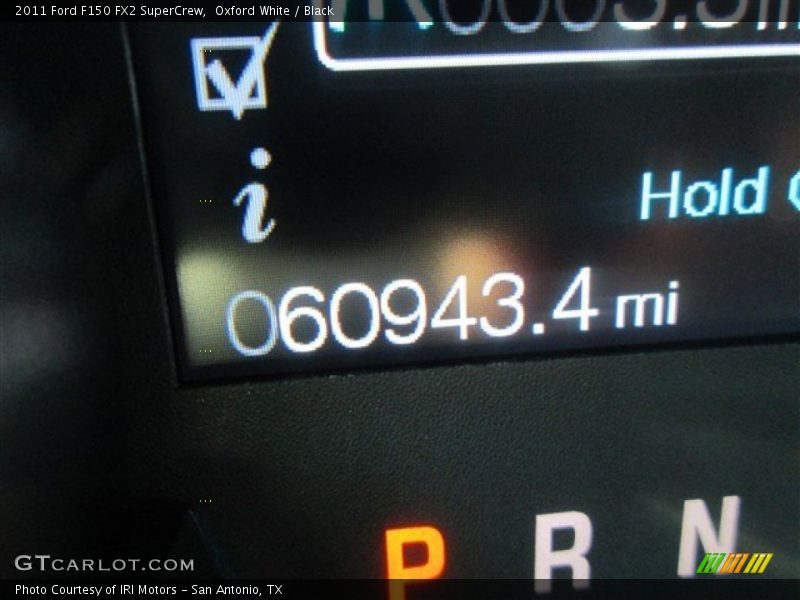 2011 Ford F150 FX2 SuperCrew,  Oxford White / Black
i
Hold
060943.4 mi
P R N
GTCARLOT.COM
Photo Courtesy of IRI Motors - San Antonio, TX